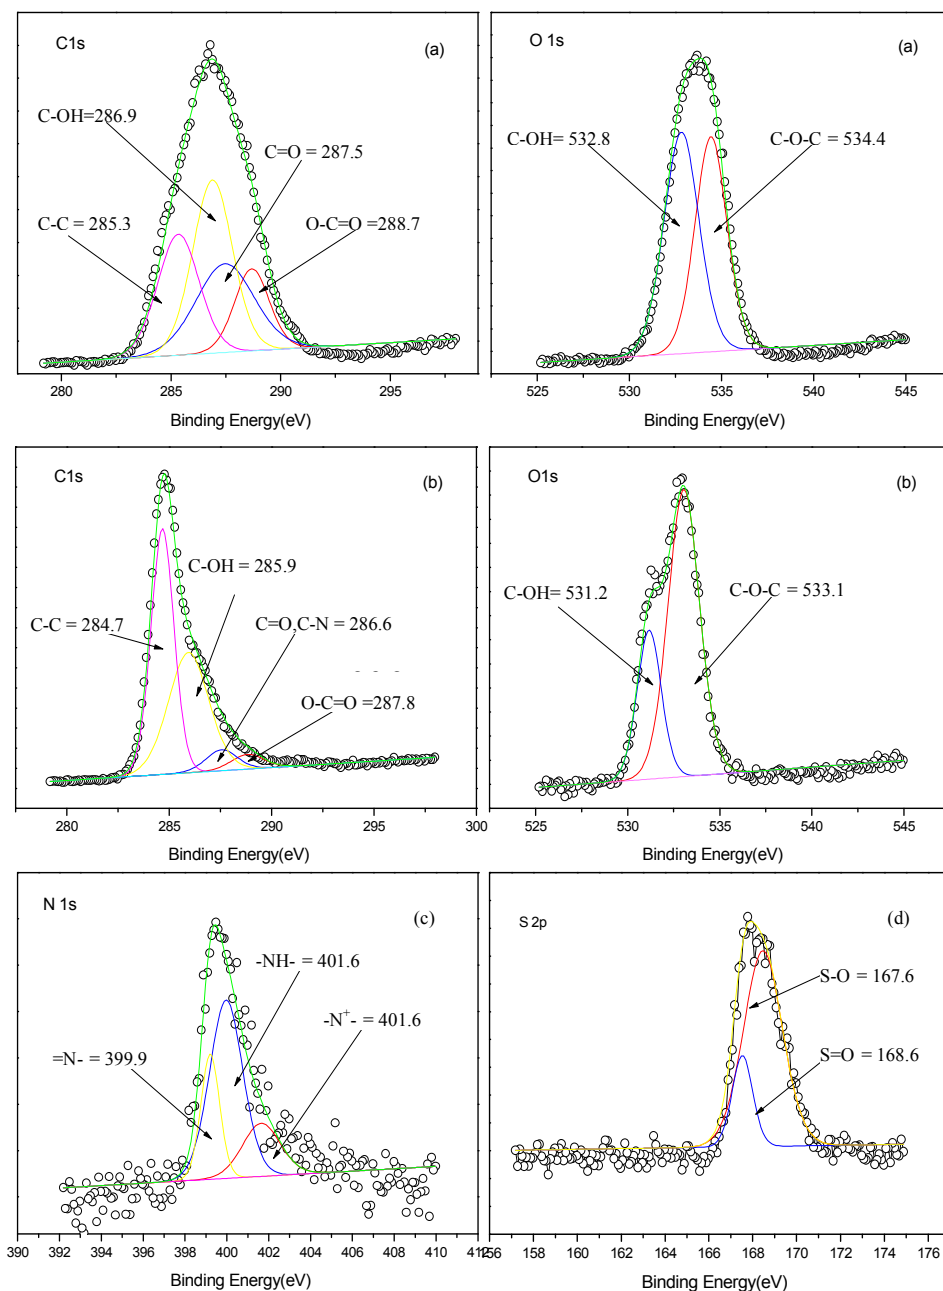 C1s
(a)
C-OH=286.9
C=O = 287.5
C-C = 285.3
O-C=O =288.7
280 285 290 295
Binding Energy(eV)
O 1s
(a)
C-OH= 532.8
C-O-C = 534.4
525 530 535 540 545
Binding Energy(eV)
C1s
(b)
C-OH = 285.9
C-C = 284.7
C=O,C-N = 286.6
O-C=O =287.8
280 285 290 295 300
Binding Energy(eV)
O1s
(b)
C-OH= 531.2
C-O-C = 533.1
525 530 535 540 545
Binding Energy(eV)
N 1s
(c)
-NH- = 401.6
-N⁺- = 401.6
=N- = 399.9
390 392 394 396 398 400 402 404 406 408 410 412
Binding Energy(eV)
S 2p
(d)
S-O = 167.6
S=O = 168.6
156 158 160 162 164 166 168 170 172 174 176
Binding Energy(eV)